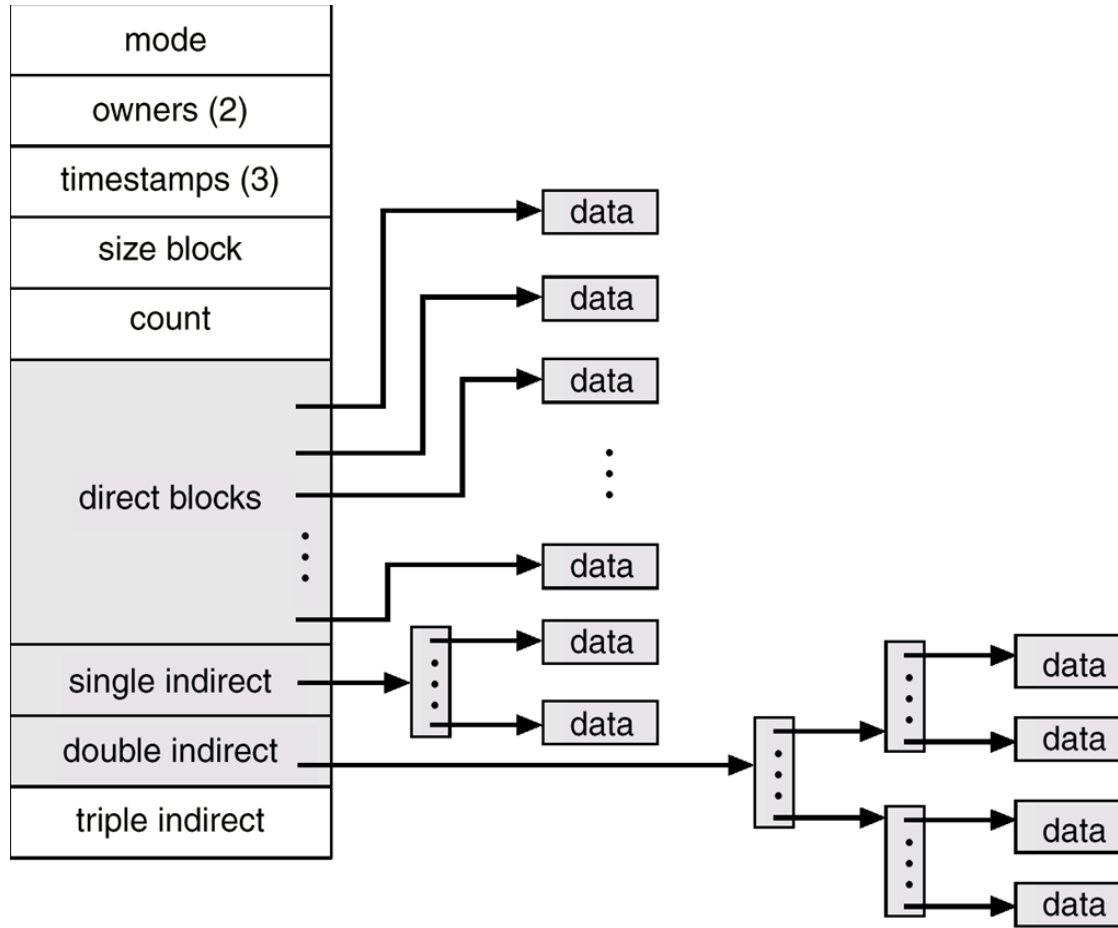 mode
owners (2)
timestamps (3)
size block
count
direct blocks
single indirect
double indirect
triple indirect
data
data
data
data
data
data
data
data
data
data